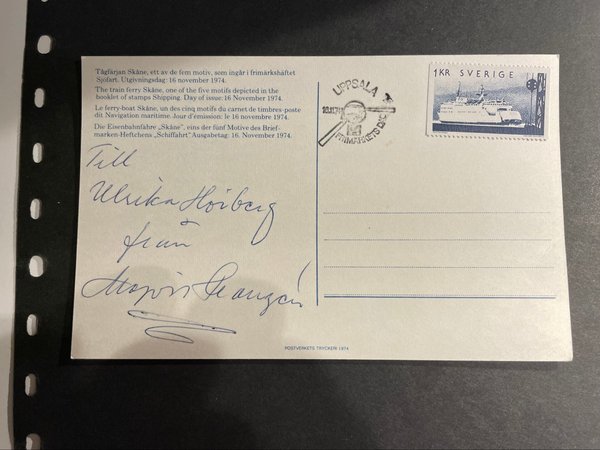 Tågfärjan Skåne, ett av de fem motiv, som ingår i frimärkshäftet
Sjöfart. Utgivningsdag: 16 november 1974.
The train ferry Skåne, one of the five motifs depicted in the
booklet of stamps Shipping. Day of issue: 16 November 1974.
Le ferry-boat Skåne, un des cinq motifs du carnet de timbres-poste
dit Navigation maritime. Jour d'émission: le 16 novembre 1974.
Die Eisenbahnfähre „Skåne", eins der fünf Motive des Brief-
marken-Heftchens „Schiffahrt". Ausgabetag: 16. November 1974.
Till
Ulrika Hoiberg
från
UPPSALA
FRIMÄRKETS DAG
1 KR SVERIGE
POSTVERKETS TRYCKERI 1974